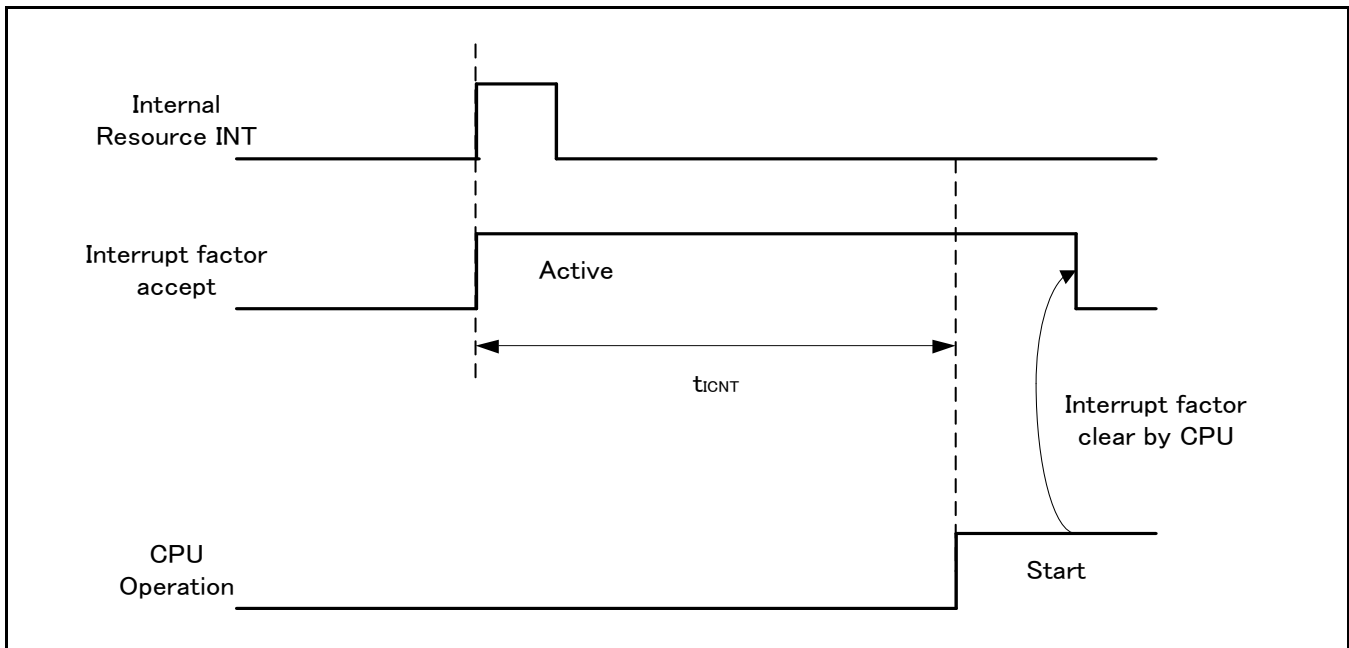 Internal
Resource INT
Interrupt factor
accept
Active
tICNT
Interrupt factor
clear by CPU
CPU
Operation
Start